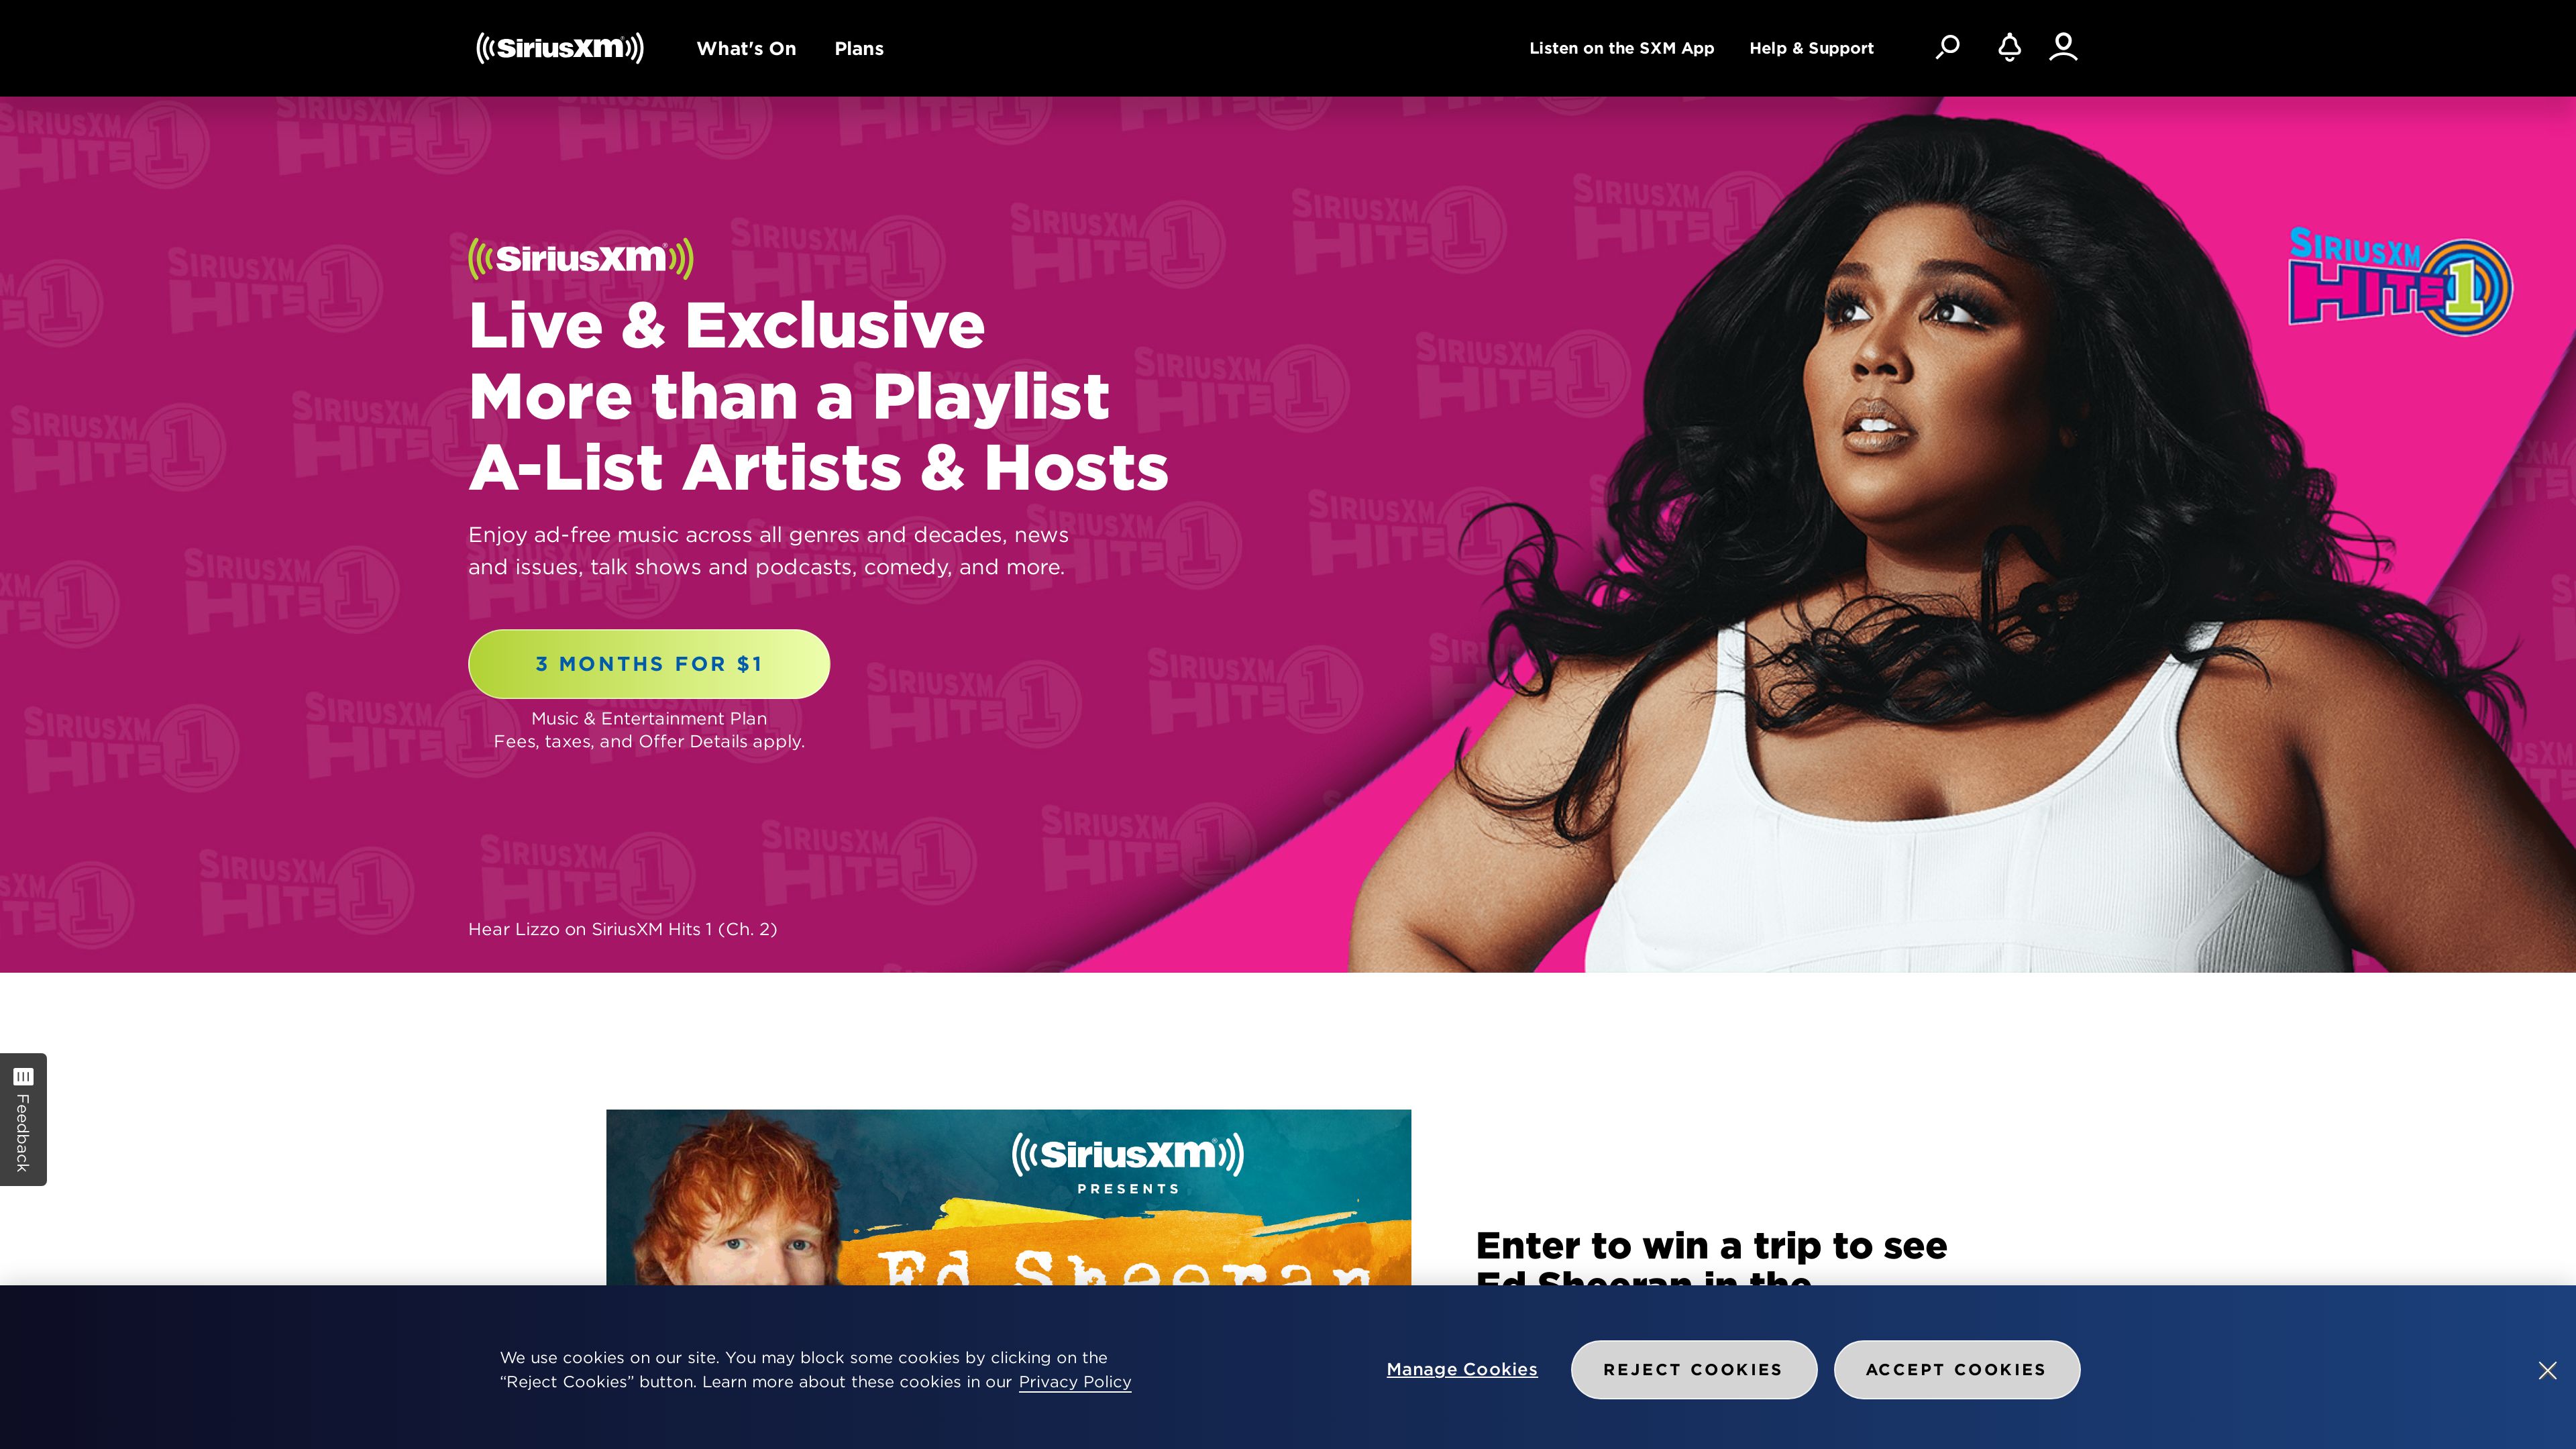 SiriusXM
What's On
Plans
Listen on the SXM App
Help & Support
SiriusXM
Live & Exclusive
More than a Playlist
A-List Artists & Hosts
Enjoy ad-free music across all genres and decades, news
and issues, talk shows and podcasts, comedy, and more.
3 MONTHS FOR $1
Music & Entertainment Plan
Fees, taxes, and Offer Details apply.
Hear Lizzo on SiriusXM Hits 1 (Ch. 2)
SIRIUSXM
HITS 1
Feedback
SiriusXM
PRESENTS
Ed Sheeran
Enter to win a trip to see
Ed Sheeran in the
We use cookies on our site. You may block some cookies by clicking on the
“Reject Cookies” button. Learn more about these cookies in our Privacy Policy
Manage Cookies
REJECT COOKIES
ACCEPT COOKIES